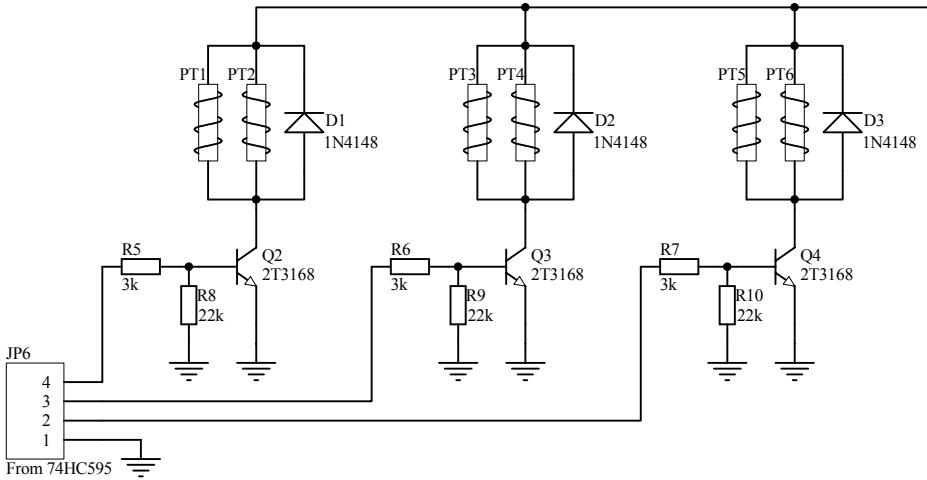 PT1 PT2 PT3 PT4 PT5 PT6
D1
1N4148
D2
1N4148
D3
1N4148
R5
3k
Q2
2T3168
R6
3k
Q3
2T3168
R7
3k
Q4
2T3168
R8
22k
R9
22k
R10
22k
JP6
4
3
2
1
From 74HC595